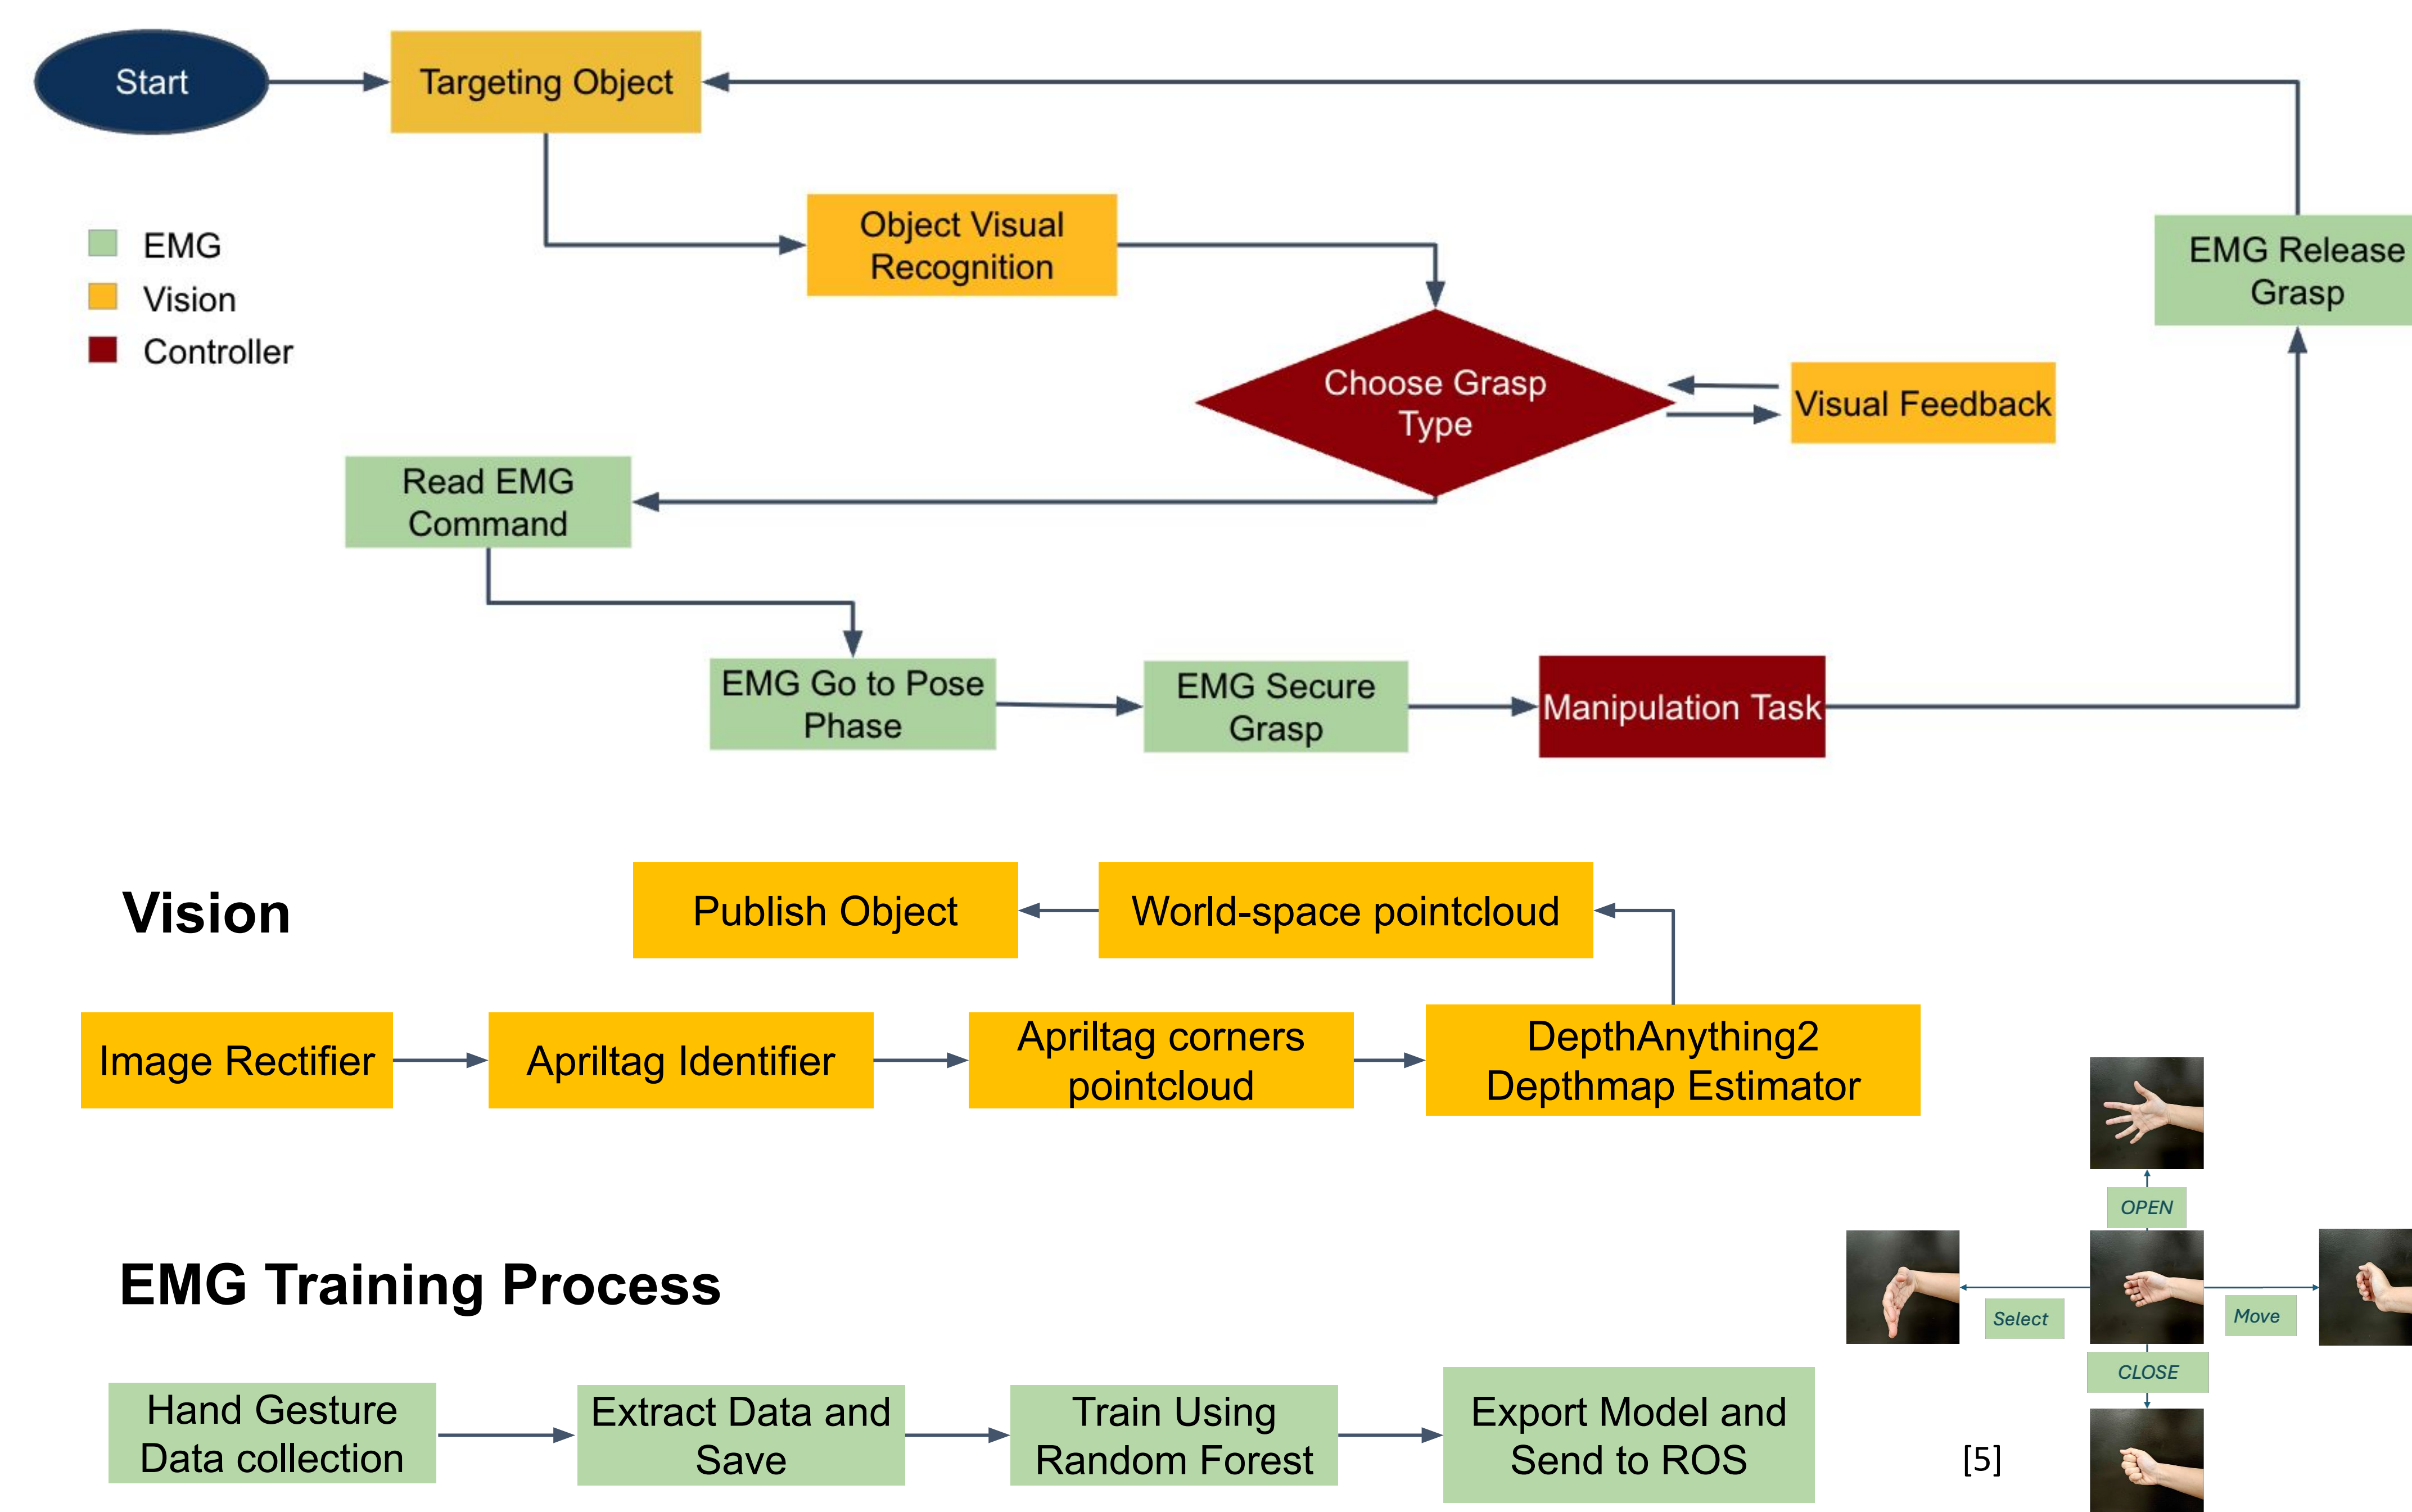 Start
Targeting Object
EMG
Vision
Controller
Object Visual
Recognition
EMG Release
Grasp
Choose Grasp
Type
Visual Feedback
Read EMG
Command
EMG Go to Pose
Phase
EMG Secure
Grasp
Manipulation Task
Vision
Publish Object
World-space pointcloud
Image Rectifier
Apriltag Identifier
Apriltag corners
pointcloud
DepthAnything2
Depthmap Estimator
EMG Training Process
OPEN
Select
Move
CLOSE
Hand Gesture
Data collection
Extract Data and
Save
Train Using
Random Forest
Export Model and
Send to ROS
[5]